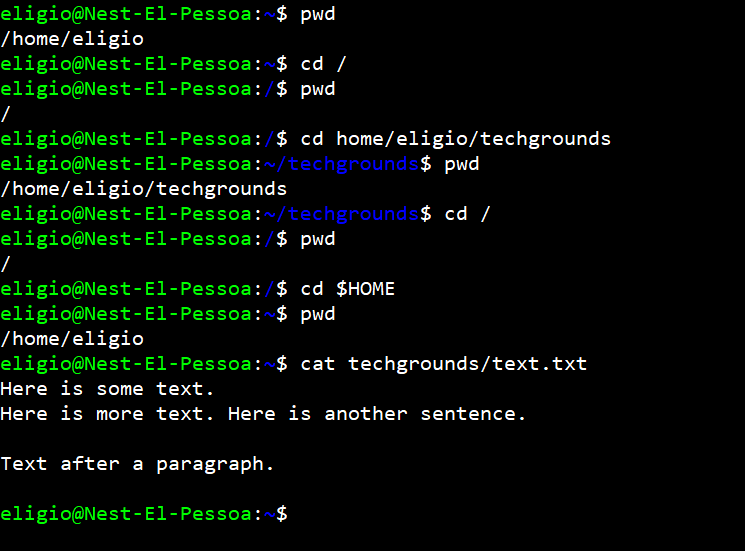 eligio@Nest-El-Pessoa:~$ pwd
/home/eligio
eligio@Nest-El-Pessoa:~$ cd /
eligio@Nest-El-Pessoa:/$ pwd
/
eligio@Nest-El-Pessoa:/$ cd home/eligio/techgrounds
eligio@Nest-El-Pessoa:~/techgrounds$ pwd
/home/eligio/techgrounds
eligio@Nest-El-Pessoa:~/techgrounds$ cd /
eligio@Nest-El-Pessoa:/$ pwd
/
eligio@Nest-El-Pessoa:/$ cd $HOME
eligio@Nest-El-Pessoa:~$ pwd
/home/eligio
eligio@Nest-El-Pessoa:~$ cat techgrounds/text.txt
Here is some text.
Here is more text. Here is another sentence.

Text after a paragraph.

eligio@Nest-El-Pessoa:~$